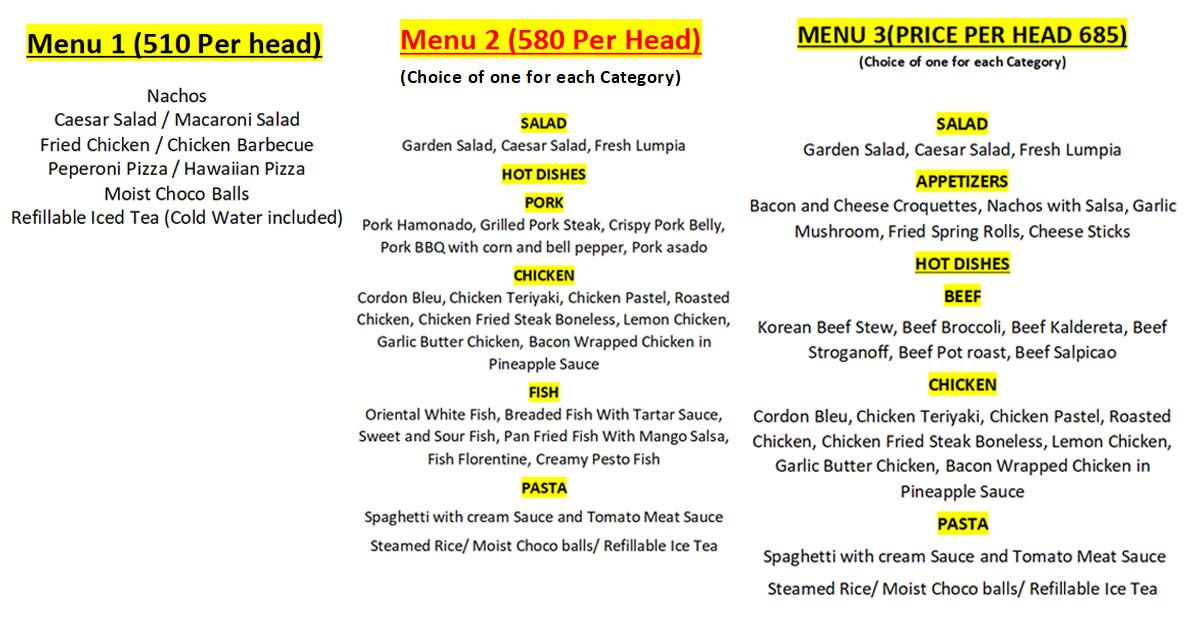 Menu 1 (510 Per head)
Nachos
Caesar Salad / Macaroni Salad
Fried Chicken / Chicken Barbecue
Peperoni Pizza / Hawaiian Pizza
Moist Choco Balls
Refillable Iced Tea (Cold Water included)
Menu 2 (580 Per Head)
(Choice of one for each Category)
SALAD
Garden Salad, Caesar Salad, Fresh Lumpia
HOT DISHES
PORK
Pork Hamonado, Grilled Pork Steak, Crispy Pork Belly,
Pork BBQ with corn and bell pepper, Pork asado
CHICKEN
Cordon Bleu, Chicken Teriyaki, Chicken Pastel, Roasted
Chicken, Chicken Fried Steak Boneless, Lemon Chicken,
Garlic Butter Chicken, Bacon Wrapped Chicken in
Pineapple Sauce
FISH
Oriental White Fish, Breaded Fish With Tartar Sauce,
Sweet and Sour Fish, Pan Fried Fish With Mango Salsa,
Fish Florentine, Creamy Pesto Fish
PASTA
Spaghetti with cream Sauce and Tomato Meat Sauce
Steamed Rice/ Moist Choco balls/ Refillable Ice Tea
MENU 3(PRICE PER HEAD 685)
(Choice of one for each Category)
SALAD
Garden Salad, Caesar Salad, Fresh Lumpia
APPETIZERS
Bacon and Cheese Croquettes, Nachos with Salsa, Garlic
Mushroom, Fried Spring Rolls, Cheese Sticks
HOT DISHES
BEEF
Korean Beef Stew, Beef Broccoli, Beef Kaldereta, Beef
Stroganoff, Beef Pot roast, Beef Salpicao
CHICKEN
Cordon Bleu, Chicken Teriyaki, Chicken Pastel, Roasted
Chicken, Chicken Fried Steak Boneless, Lemon Chicken,
Garlic Butter Chicken, Bacon Wrapped Chicken in
Pineapple Sauce
PASTA
Spaghetti with cream Sauce and Tomato Meat Sauce
Steamed Rice/ Moist Choco balls/ Refillable Ice Tea